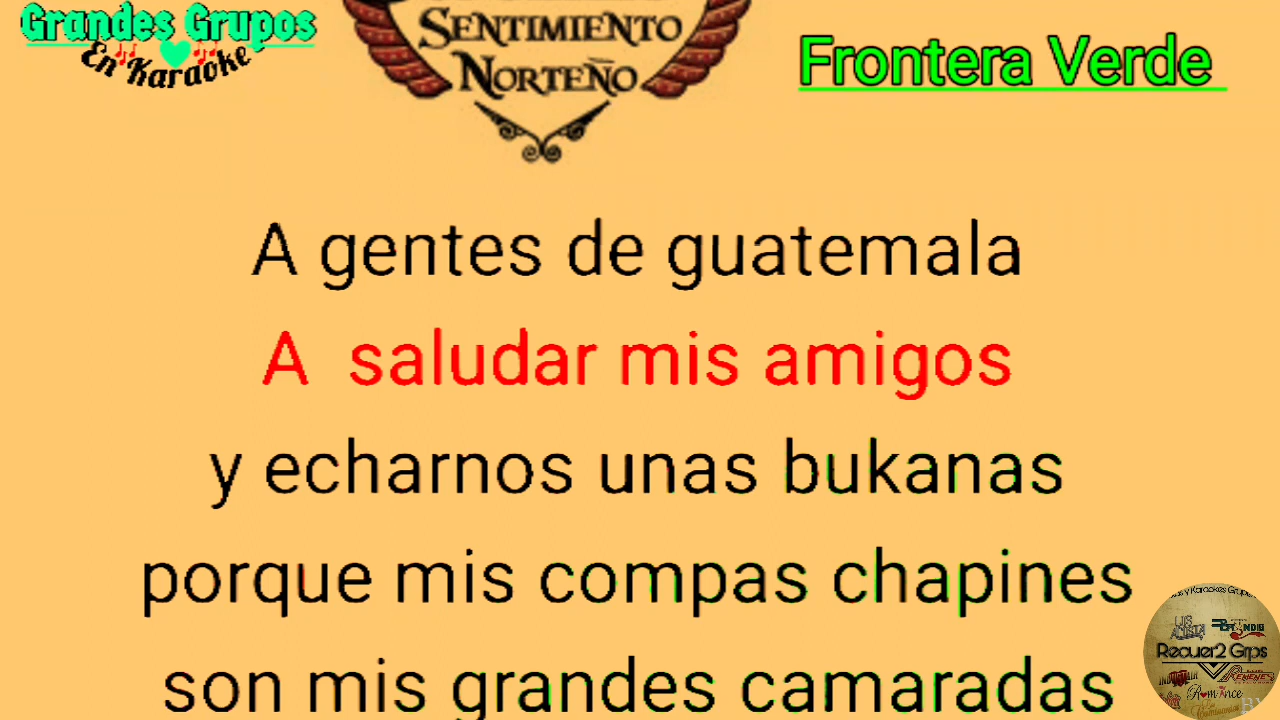 Grandes Grupos
En Karaoke
SENTIMIENTO
NORTEÑO
Frontera Verde
A gentes de guatemala
A saludar mis amigos
y echarnos unas bukanas
porque mis compas chapines
son mis grandes camaradas
Recuer2 Grps
Romance